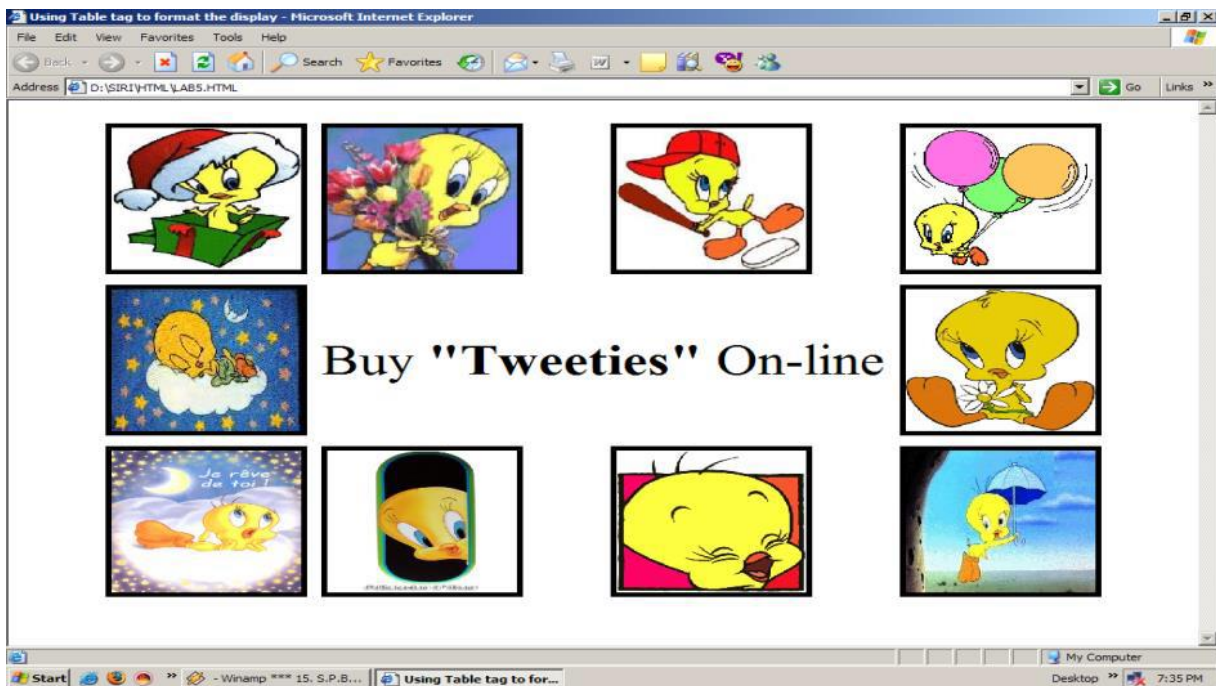 Using Table tag to format the display - Microsoft Internet Explorer
File Edit View Favorites Tools Help
Back Search Favorites
Address D:\SIRI\HTML\LAB5.HTML Go Links »
Buy "Tweeties" On-line
Je rêve
de toi !
My Computer
Start » - Winamp *** 15. S.P.B... Using Table tag to for... Desktop » 7:35 PM